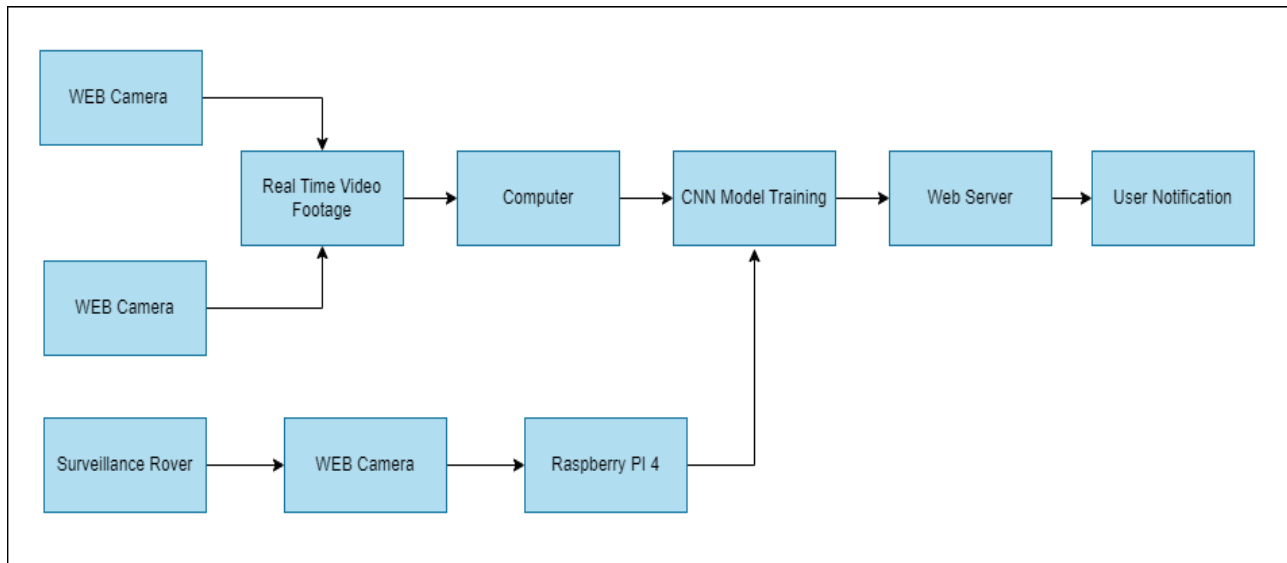 WEB Camera
Real Time Video
Footage
Computer
CNN Model Training
Web Server
User Notification
WEB Camera
Surveillance Rover
WEB Camera
Raspberry PI 4